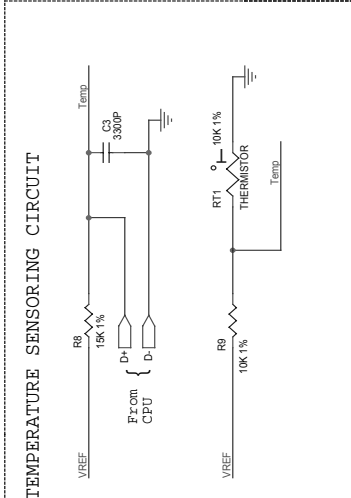 TEMPERATURE SENSORING CIRCUIT
VREF
R8
15K 1%
Temp
C3
3300P
D+
D-
From
CPU
VREF
R9
10K 1%
RT1
10K 1%
THERMISTOR
Temp